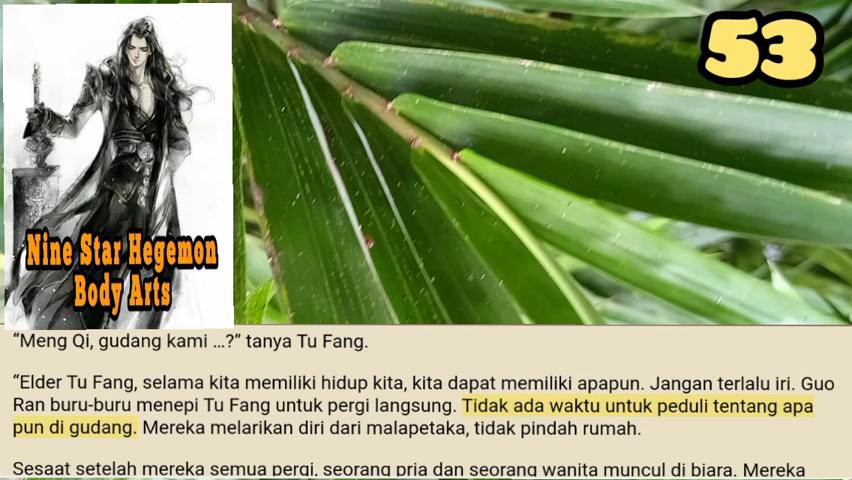 53
Nine Star Hegemon
Body Arts
“Meng Qi, gudang kami ...?” tanya Tu Fang.
“Elder Tu Fang, selama kita memiliki hidup kita, kita dapat memiliki apapun. Jangan terlalu iri. Guo
Ran buru-buru menepi Tu Fang untuk pergi langsung. Tidak ada waktu untuk peduli tentang apa
pun di gudang. Mereka melarikan diri dari malapetaka, tidak pindah rumah.
Sesaat setelah mereka semua pergi, seorang pria dan seorang wanita muncul di biara. Mereka